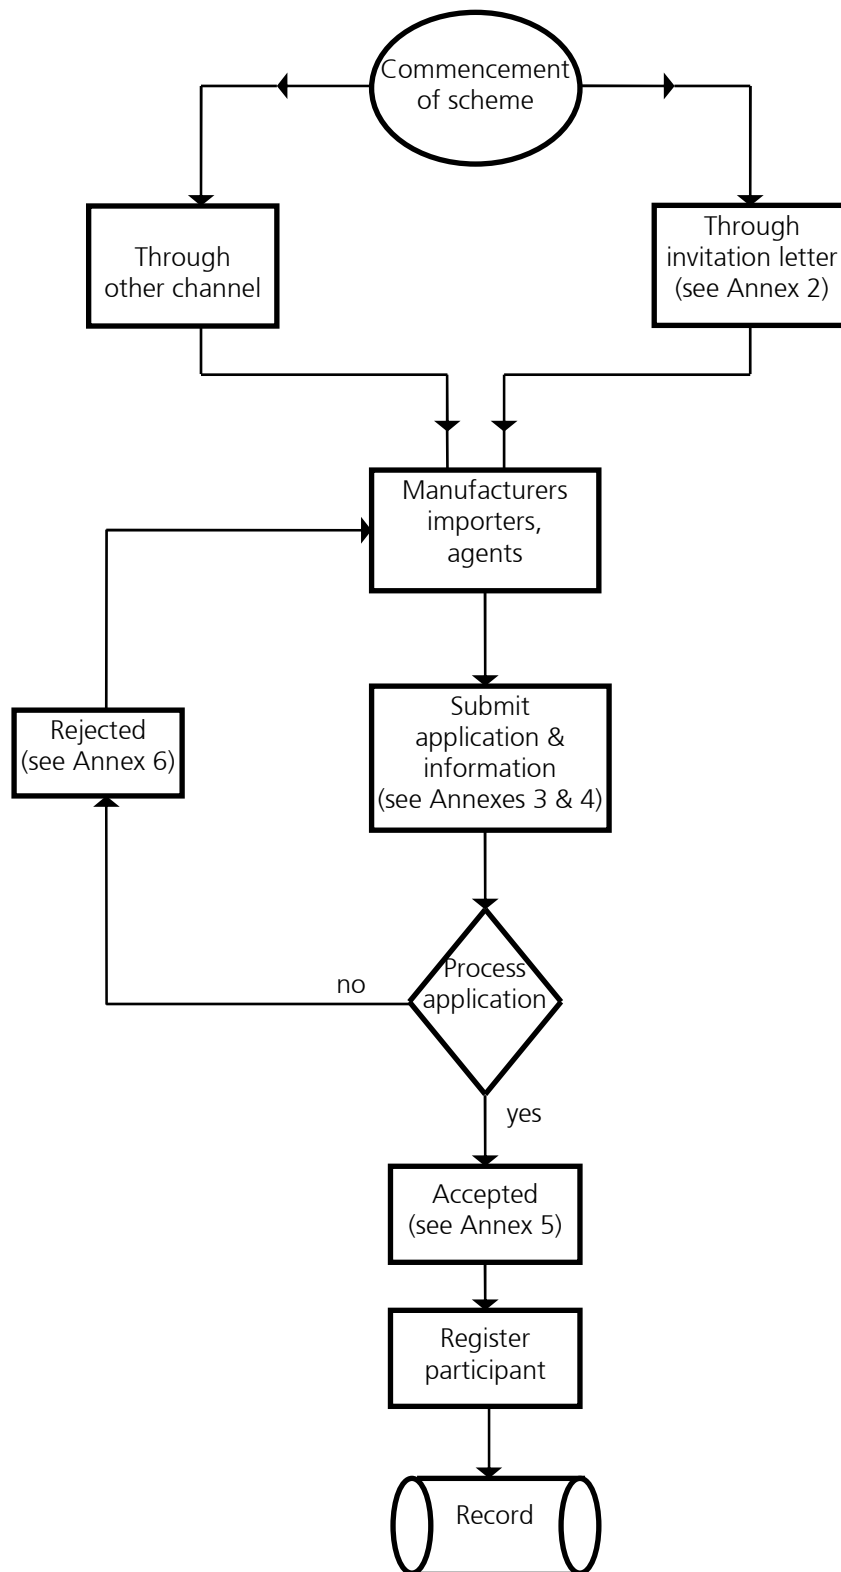 Commencement
of scheme
Through
other channel
Through
invitation letter
(see Annex 2)
Manufacturers
importers,
agents
Rejected
(see Annex 6)
Submit
application &
information
(see Annexes 3 & 4)
Process
application
no
yes
Accepted
(see Annex 5)
Register
participant
Record